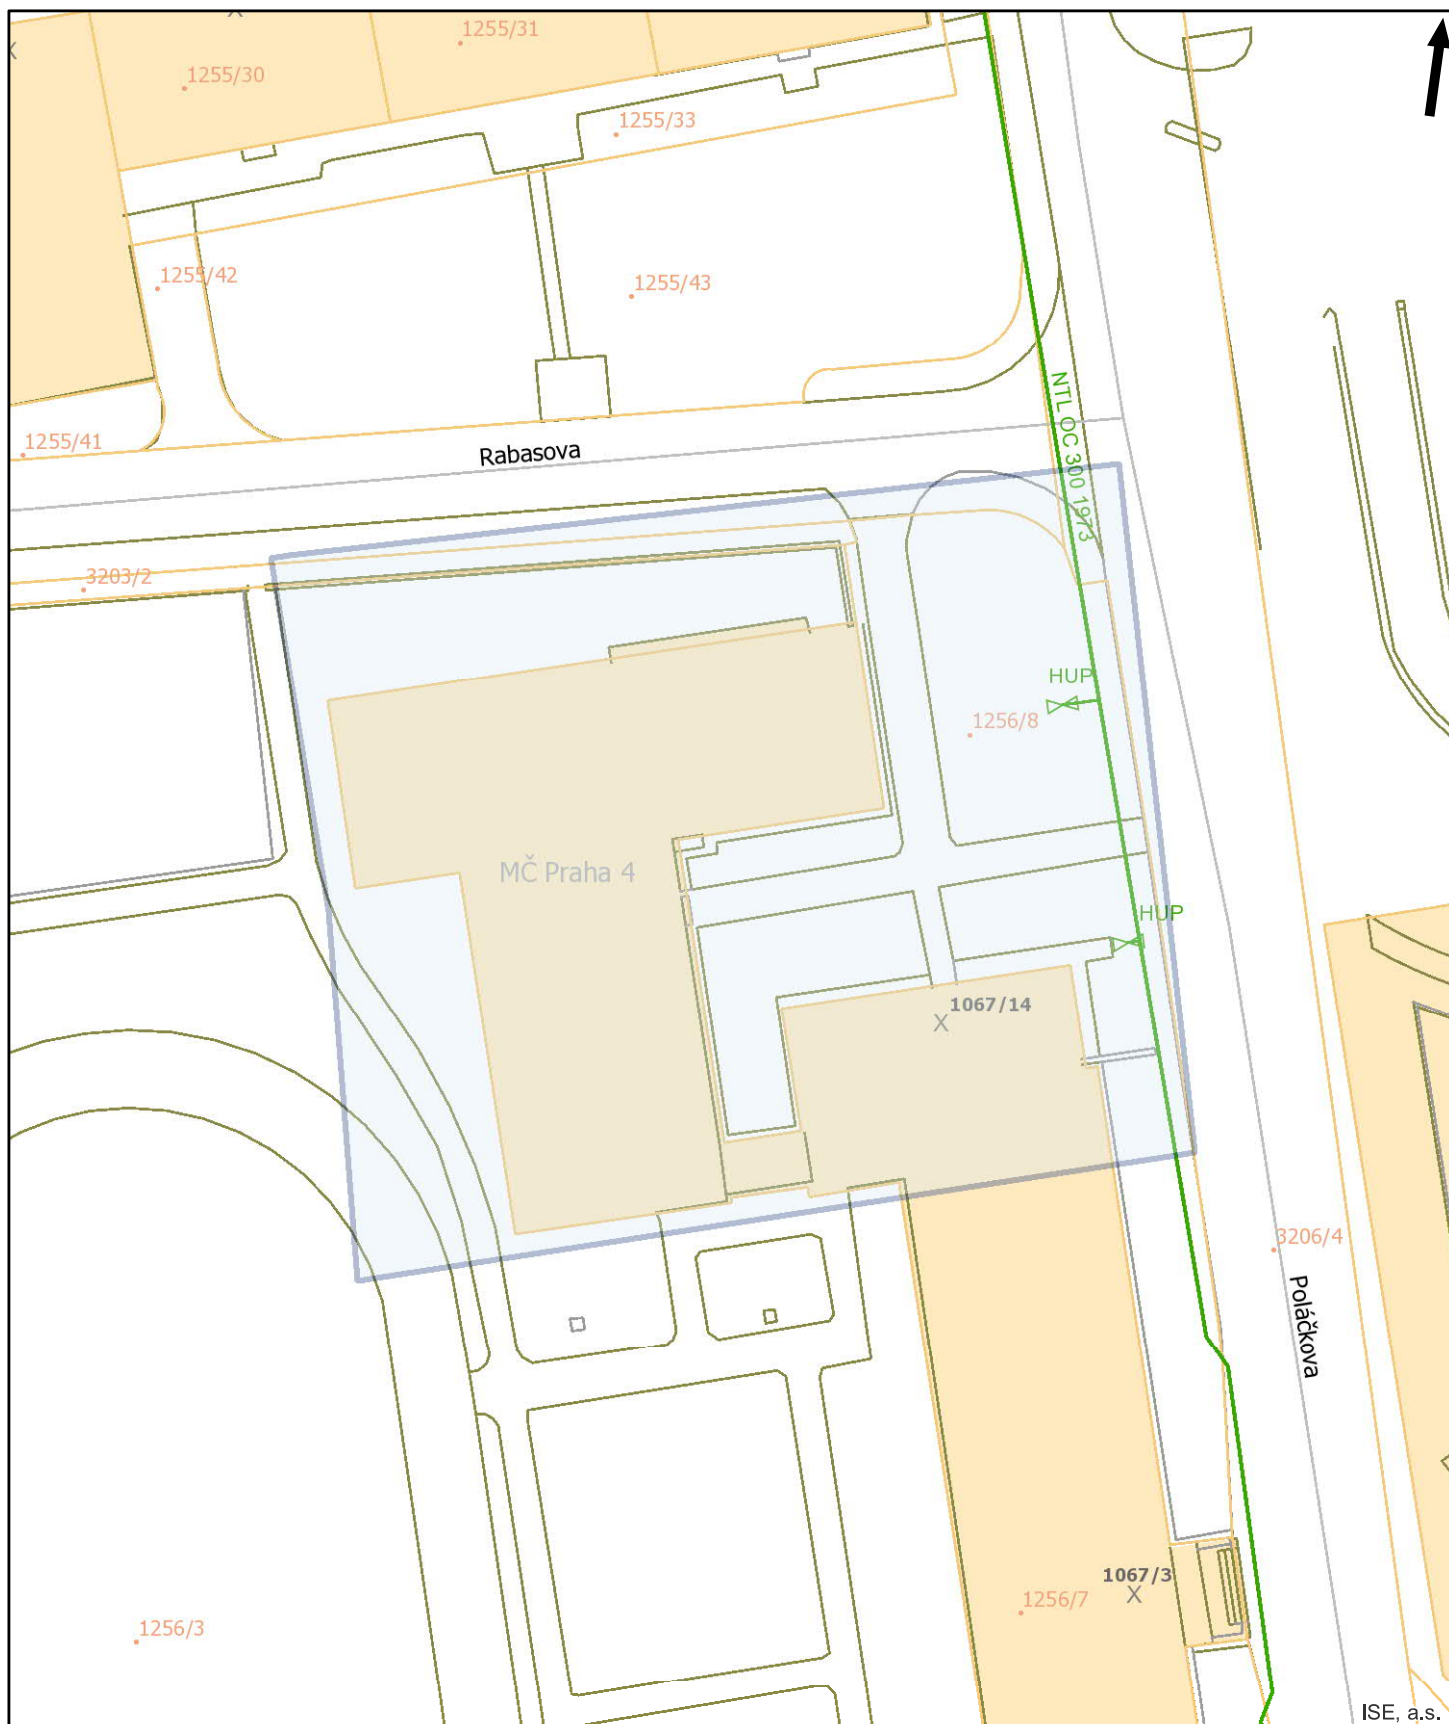 1255/31
1255/30
1255/33
1255/42
1255/43
1255/41
Rabasova
NTL OC 300 1973
3203/2
HUP
1256/8
MČ Praha 4
HUP
1067/14
X
3206/4
Poláčkova
1067/3
X
1256/7
1256/3
ISE, a.s.